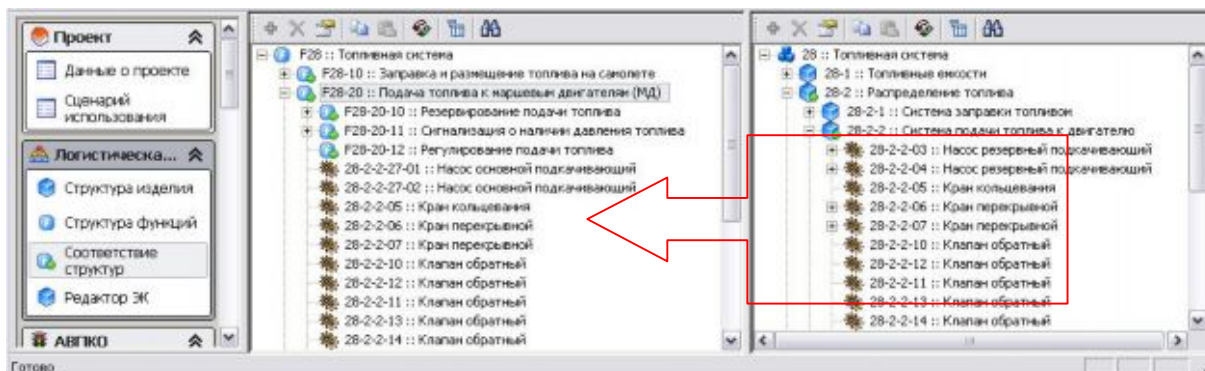 Проект
Данные о проекте
Сценарий
использования
Логистическа...
Структура изделия
Структура функций
Соответствие
структур
Редактор ЭК
АВПКО
F28 :: Топливная система
F28-10 :: Заправка и размещение топлива на самолете
F28-20 :: Подача топлива к маршевым двигателям (МД)
F28-20-10 :: Резервирование подачи топлива
F28-20-11 :: Сигнализация о наличии давления топлива
F28-20-12 :: Регулирование подачи топлива
28-2-2-27-01 :: Насос основной подкачивающий
28-2-2-27-02 :: Насос основной подкачивающий
28-2-2-05 :: Кран кольцевания
28-2-2-06 :: Кран перекрывной
28-2-2-07 :: Кран перекрывной
28-2-2-10 :: Клапан обратный
28-2-2-12 :: Клапан обратный
28-2-2-11 :: Клапан обратный
28-2-2-13 :: Клапан обратный
28-2-2-14 :: Клапан обратный
28 :: Топливная система
28-1 :: Топливные емкости
28-2 :: Распределение топлива
28-2-1 :: Система заправки топливом
28-2-2 :: Система подачи топлива к двигателю
28-2-2-03 :: Насос резервный подкачивающий
28-2-2-04 :: Насос резервный подкачивающий
28-2-2-05 :: Кран кольцевания
28-2-2-06 :: Кран перекрывной
28-2-2-07 :: Кран перекрывной
28-2-2-10 :: Клапан обратный
28-2-2-12 :: Клапан обратный
28-2-2-11 :: Клапан обратный
28-2-2-13 :: Клапан обратный
28-2-2-14 :: Клапан обратный
Готово